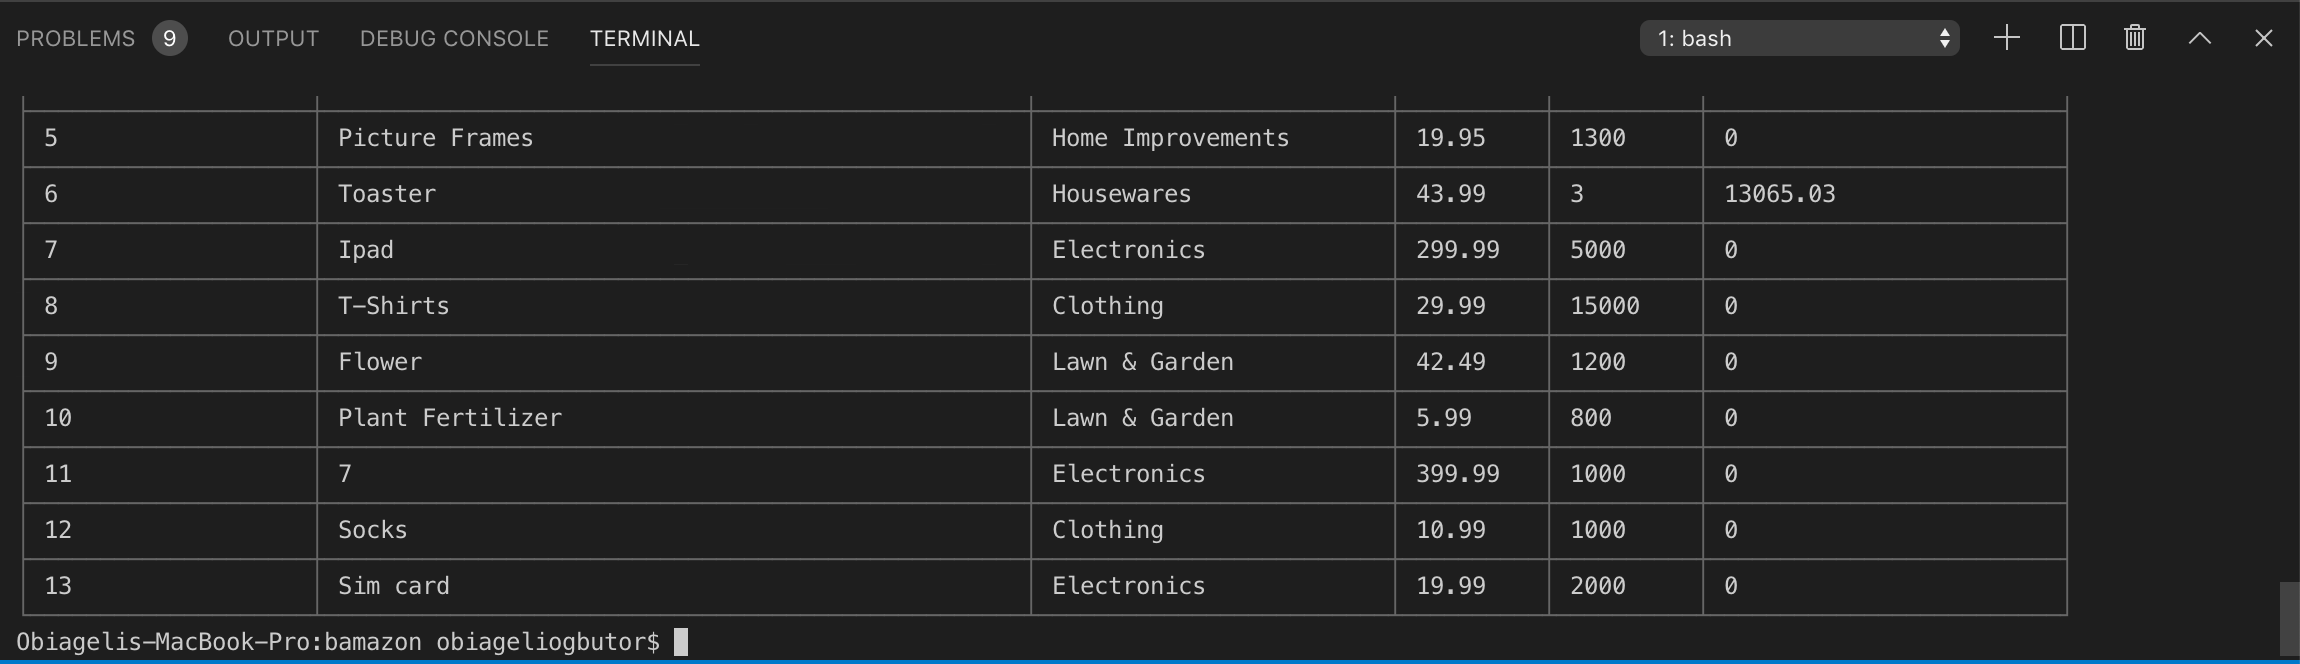 PROBLEMS 9 OUTPUT DEBUG CONSOLE TERMINAL 1: bash
5 Picture Frames Home Improvements 19.95 1300 0
6 Toaster Housewares 43.99 3 13065.03
7 Ipad Electronics 299.99 5000 0
8 T-Shirts Clothing 29.99 15000 0
9 Flower Lawn & Garden 42.49 1200 0
10 Plant Fertilizer Lawn & Garden 5.99 800 0
11 7 Electronics 399.99 1000 0
12 Socks Clothing 10.99 1000 0
13 Sim card Electronics 19.99 2000 0
Obiagelis-MacBook-Pro:bamazon obiageliogbutor$